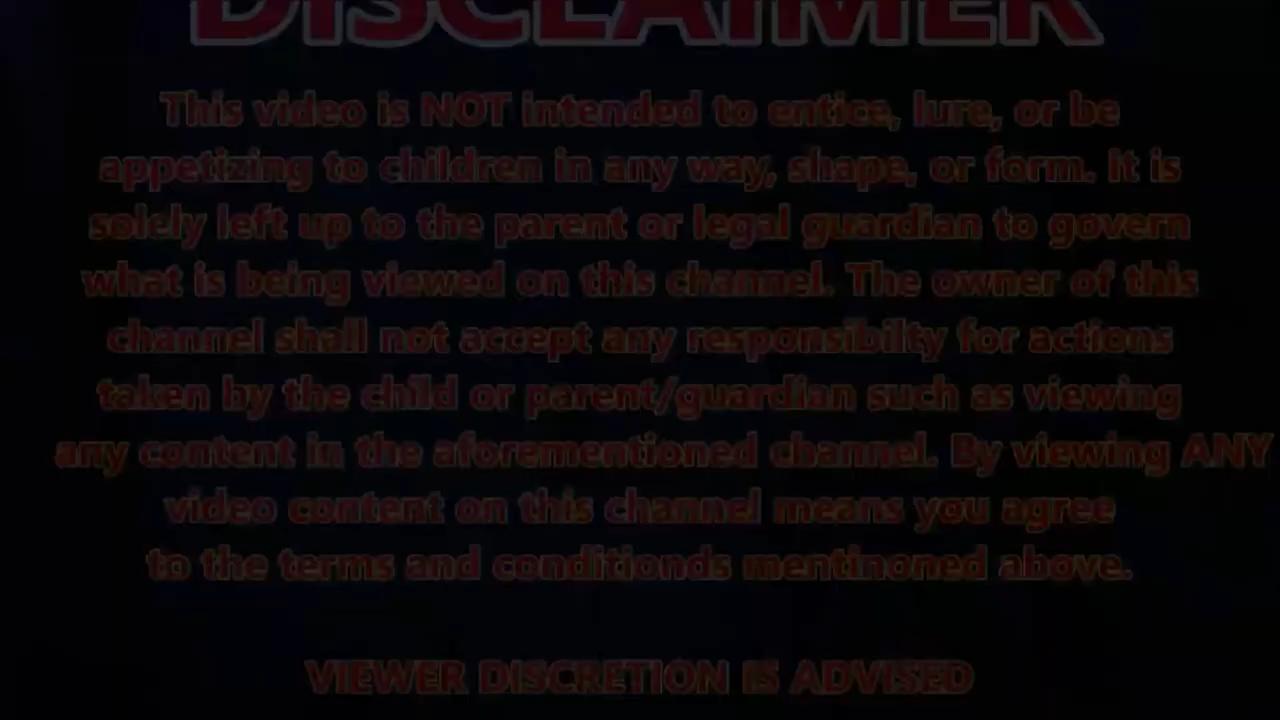 DISCLAIMER
This video is NOT intended to entice, lure, or be
appetizing to children in any way, shape, or form. It is
solely left up to the parent or legal guardian to govern
what is being viewed on this channel. The owner of this
channel shall not accept any responsibilty for actions
taken by the child or parent/guardian such as viewing
any content in the aforementioned channel. By viewing ANY
video content on this channel means you agree
to the terms and conditionds mentinoned above.
VIEWER DISCRETION IS ADVISED